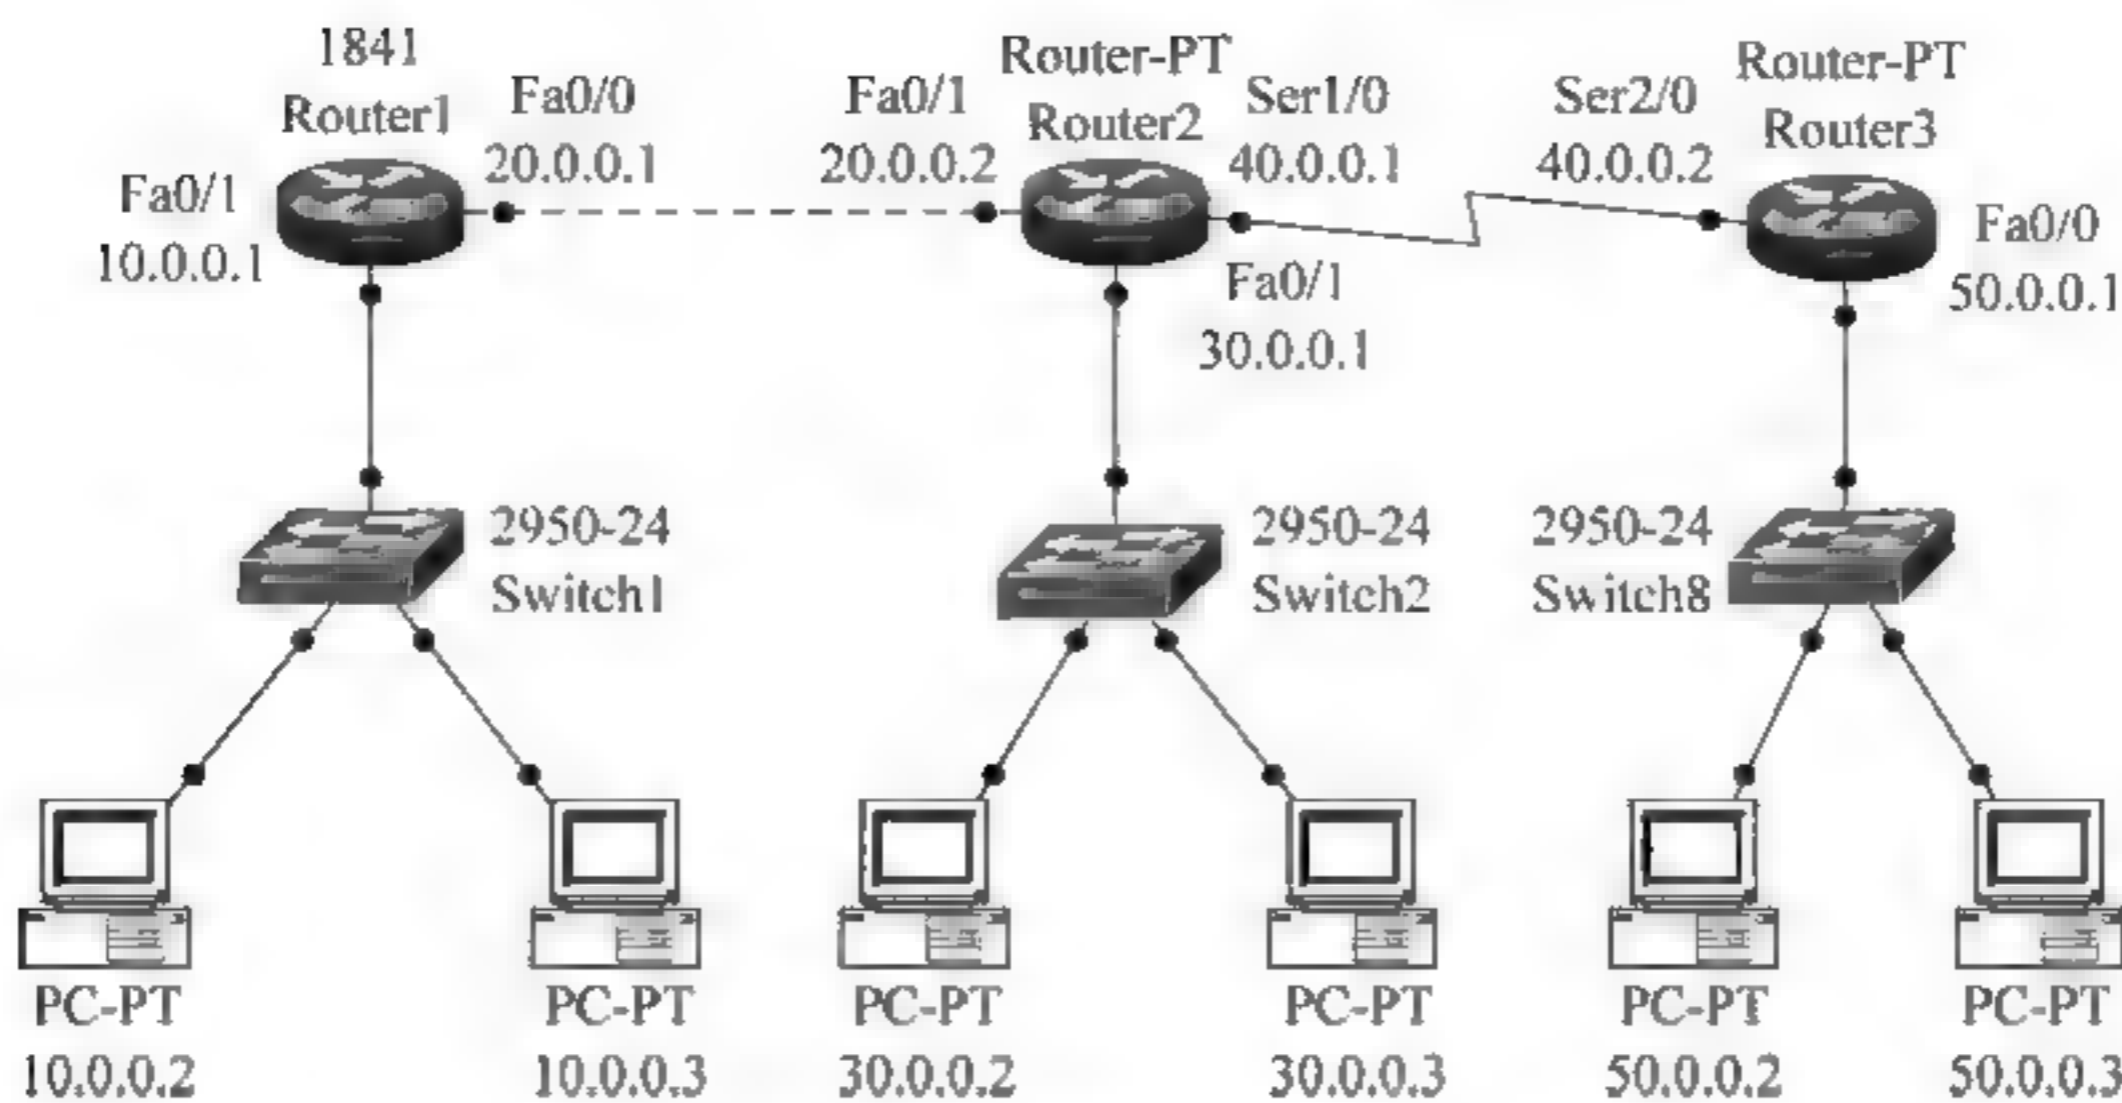 1841
Router1
Fa0/0
20.0.0.1
Fa0/1
10.0.0.1
Fa0/1
20.0.0.2
Router-PT
Router2
Ser1/0
40.0.0.1
Fa0/1
30.0.0.1
Ser2/0
40.0.0.2
Router-PT
Router3
Fa0/0
50.0.0.1
2950-24
Switch1
2950-24
Switch2
2950-24
Switch8
PC-PT
10.0.0.2
PC-PT
10.0.0.3
PC-PT
30.0.0.2
PC-PT
30.0.0.3
PC-PT
50.0.0.2
PC-PT
50.0.0.3